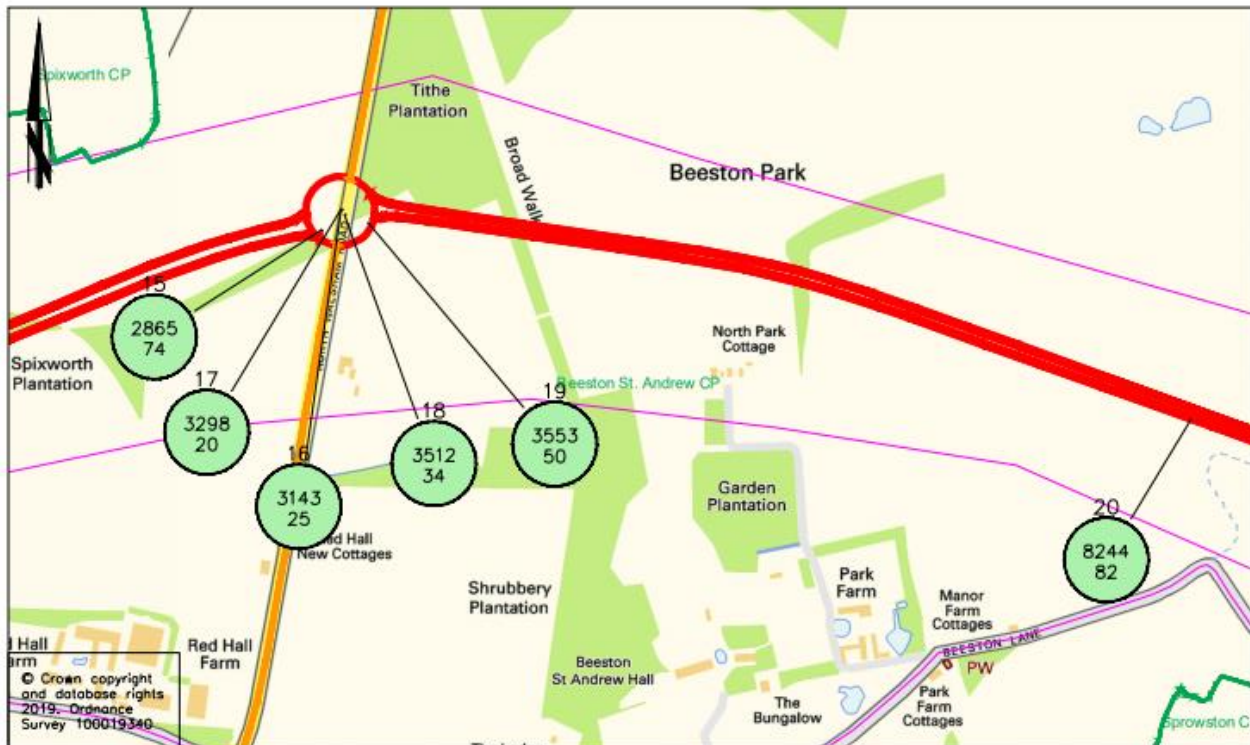 Spixworth CP
Tithe
Plantation
Broad Walk
Beeston Park
15
2865
74
Spixworth
Plantation
17
3298
20
16
3143
25
18
3512
34
19
3553
50
Beeston St. Andrew CP
North Park
Cottage
Garden
Plantation
20
8244
82
Red Hall
New Cottages
Shrubbery
Plantation
Park
Farm
Manor
Farm
Cottages
BEESTON LANE
PW
Park
Farm
Cottages
Red Hall
Farm
Beeston
St Andrew Hall
The
Bungalow
Hall
© Crown copyright
and database rights
2019. Ordnance
Survey 100019340